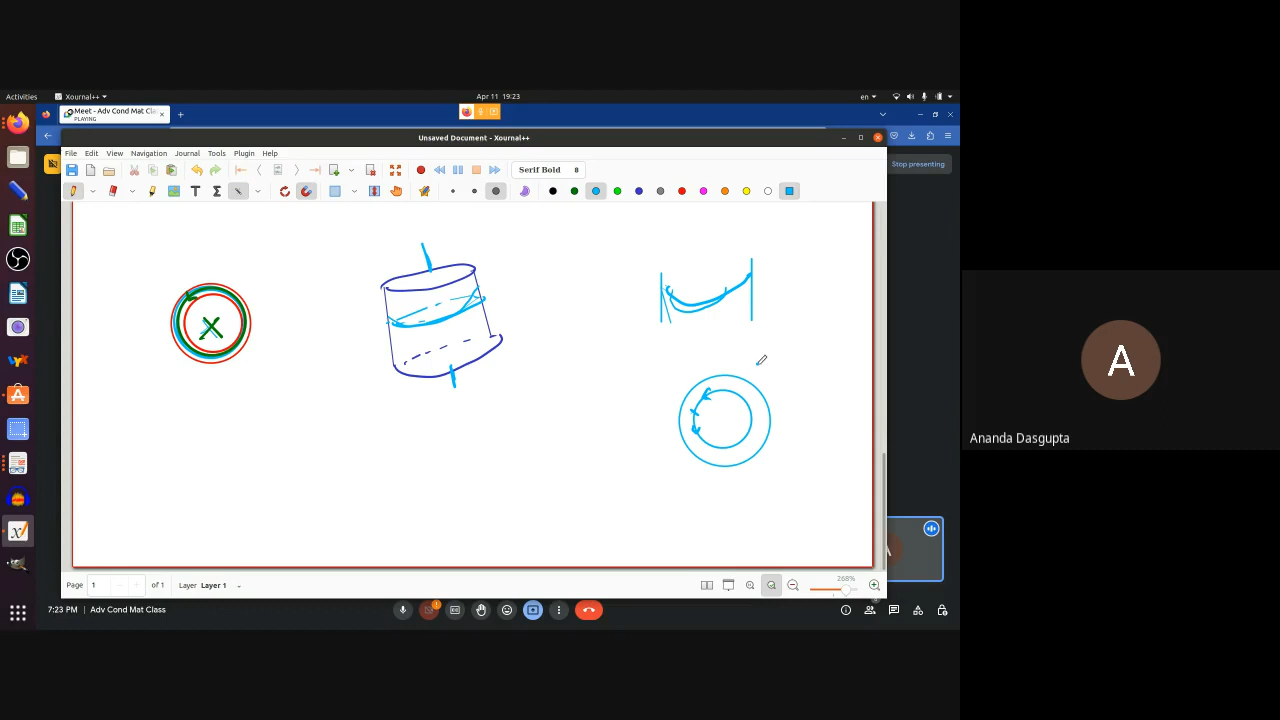 Activities Xournal++ Apr 11 19:23 en
Meet - Adv Cond Mat Cla
PLAYING
Unsaved Document - Xournal++
File Edit View Navigation Journal Tools Plugin Help
Stop presenting
Serif Bold 8
A
Ananda Dasgupta
Page 1 of 1 Layer Layer 1 268%
7:23 PM | Adv Cond Mat Class